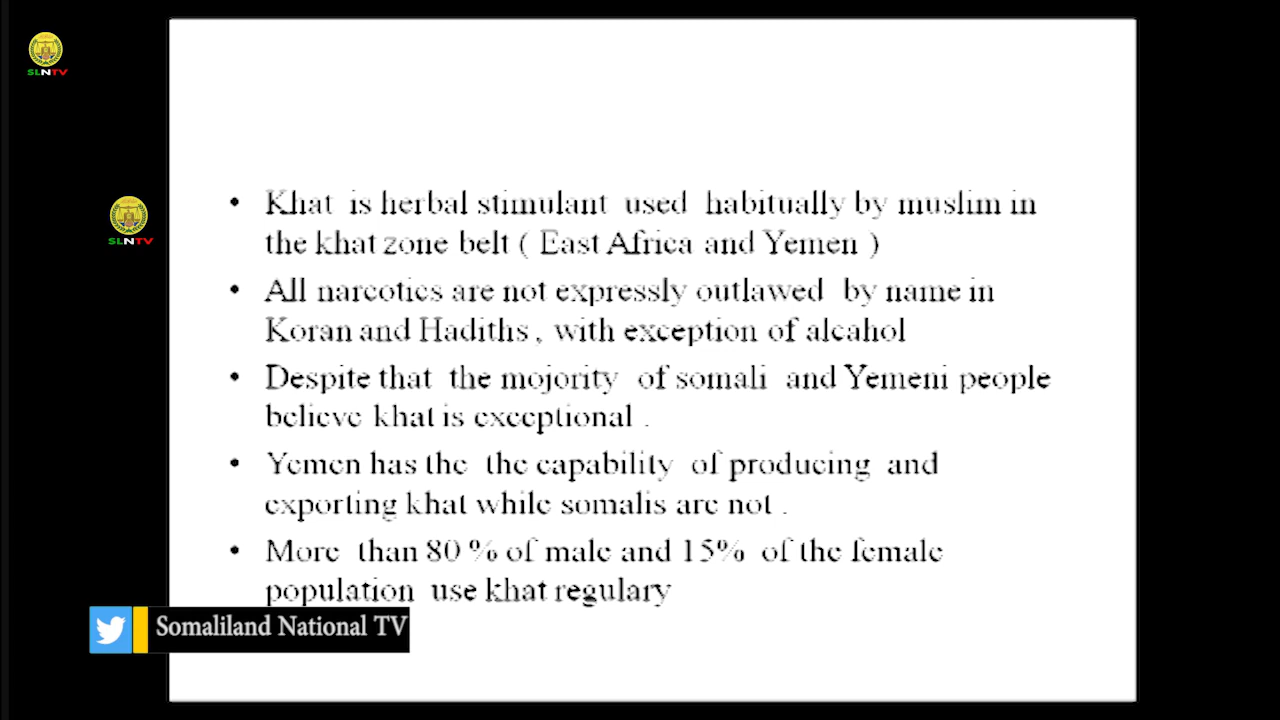 SLNTV
SLNTV
• Khat is herbal stimulant used habitually by muslim in
the khat zone belt ( East Africa and Yemen )
• All narcotics are not expressly outlawed by name in
Koran and Hadiths , with exception of alcahol
• Despite that the mojority of somali and Yemeni people
believe khat is exceptional .
• Yemen has the the capability of producing and
exporting khat while somalis are not .
• More than 80 % of male and 15% of the female
population use khat regulary
Somaliland National TV